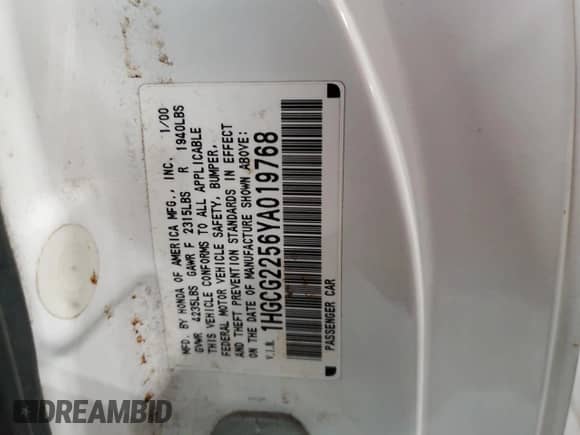 MFD. BY HONDA OF AMERICA MFG., INC. 1/00
GVWR 4235LBS GAWR F 2315LBS R 1940LBS
THIS VEHICLE CONFORMS TO ALL APPLICABLE
FEDERAL MOTOR VEHICLE SAFETY, BUMPER,
AND THEFT PREVENTION STANDARDS IN EFFECT
ON THE DATE OF MANUFACTURE SHOWN ABOVE:
V.I.N. 1HGCG2256YA019768
PASSENGER CAR
DREAMBID